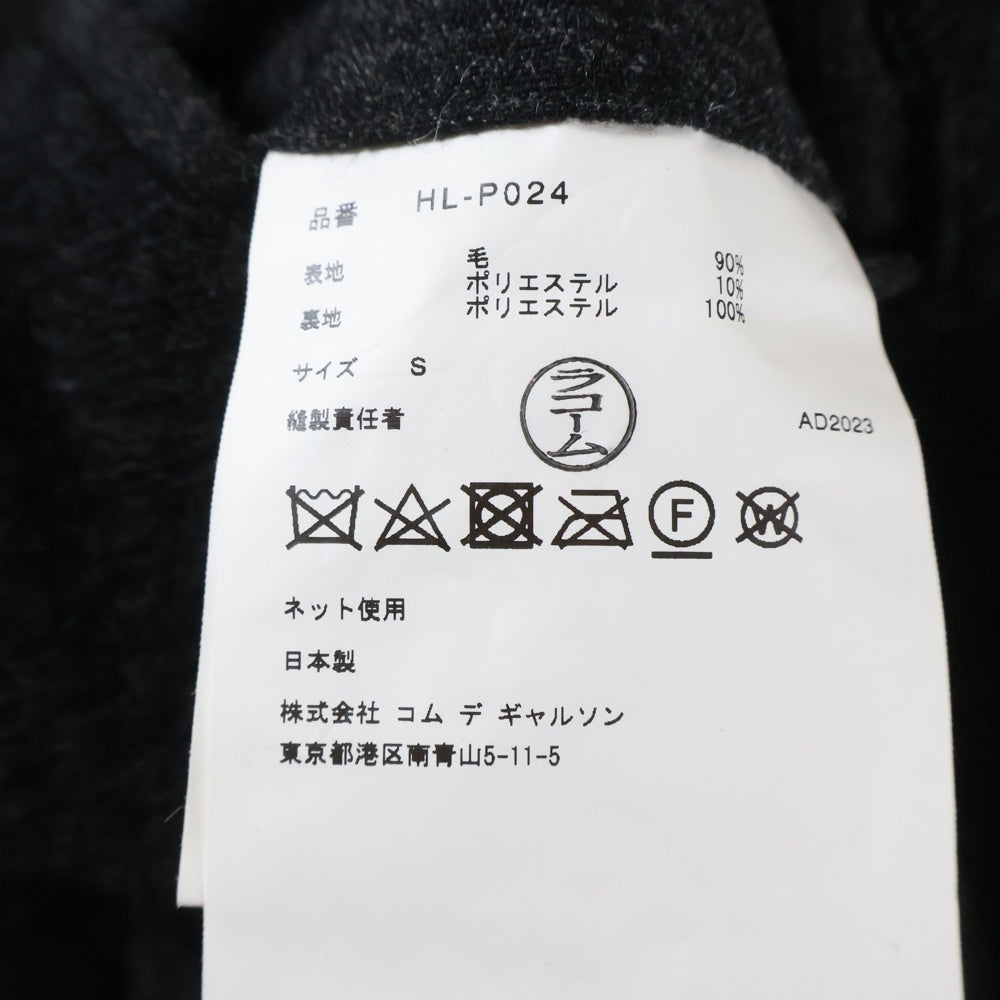 品番 HL-P024
表地 毛 90%
ポリエステル 10%
裏地 ポリエステル 100%
サイズ S
縫製責任者 ラコーム AD2023
F W
ネット使用
日本製
株式会社 コム デ ギャルソン
東京都港区南青山5-11-5